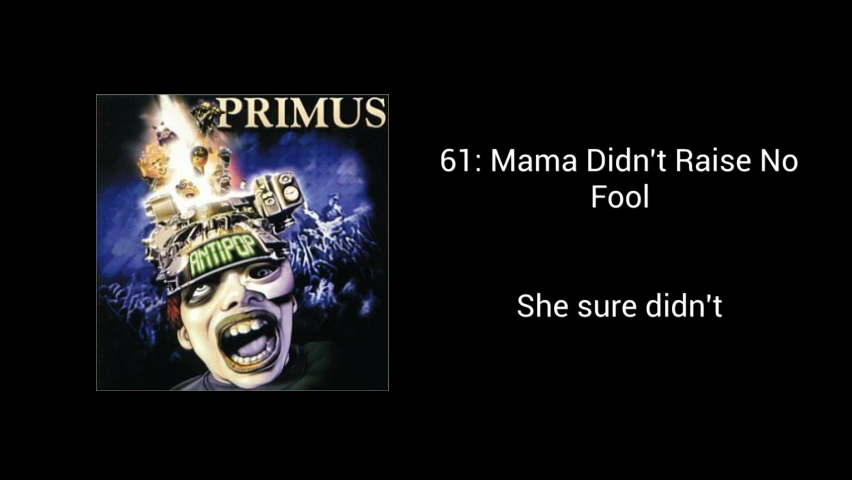 PRIMUS
ANTIPOP
61: Mama Didn't Raise No
Fool
She sure didn't